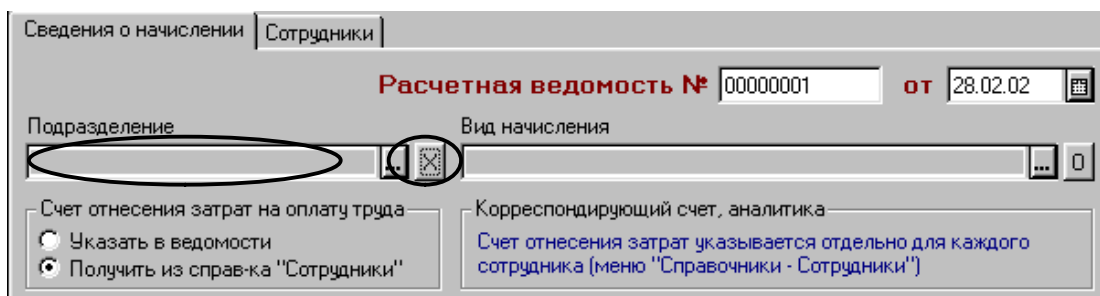 Сведения о начислении Сотрудники
Расчетная ведомость № 00000001 от 28.02.02
Подразделение Вид начисления
... X ... О
Счет отнесения затрат на оплату труда Корреспондирующий счет, аналитика
Указать в ведомости Счет отнесения затрат указывается отдельно для каждого
Получить из справ-ка "Сотрудники" сотрудника (меню "Справочники - Сотрудники")